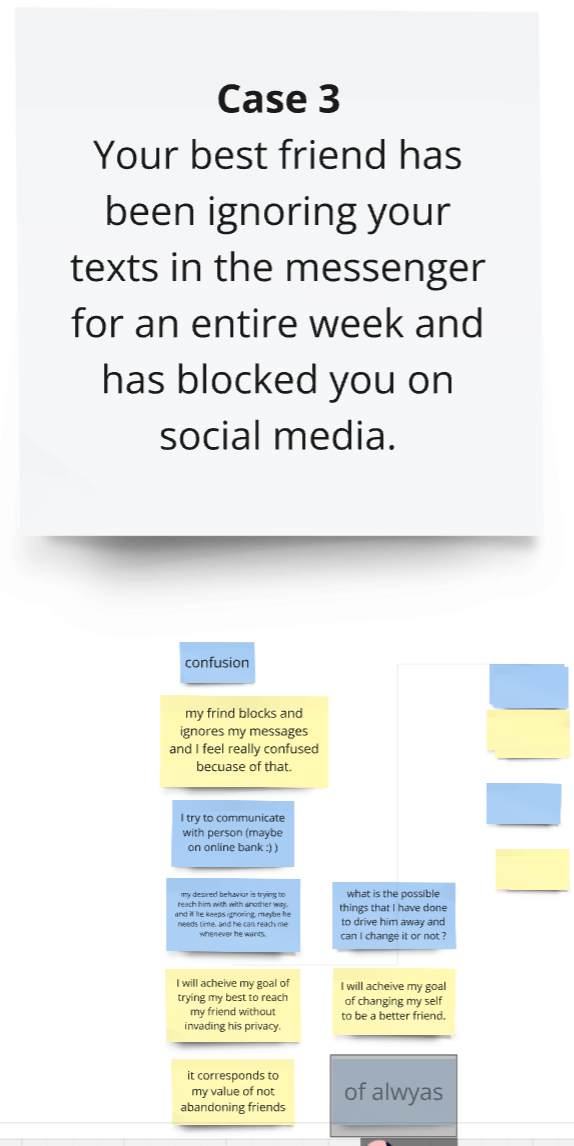 Case 3
Your best friend has
been ignoring your
texts in the messenger
for an entire week and
has blocked you on
social media.
confusion
my frind blocks and
ignores my messages
and I feel really confused
becuase of that.
I try to communicate
with person (maybe
on online bank :) )
my desired behavior is trying to
reach him with with another way,
and if he keeps ignoring, maybe he
needs time, and he can reach me
whenever he wants.
what is the possible
things that I have done
to drive him away and
can I change it or not ?
I will acheive my goal of
trying my best to reach
my friend without
invading his privacy.
I will acheive my goal
of changing my self
to be a better friend.
it corresponds to
my value of not
abandoning friends
of alwyas